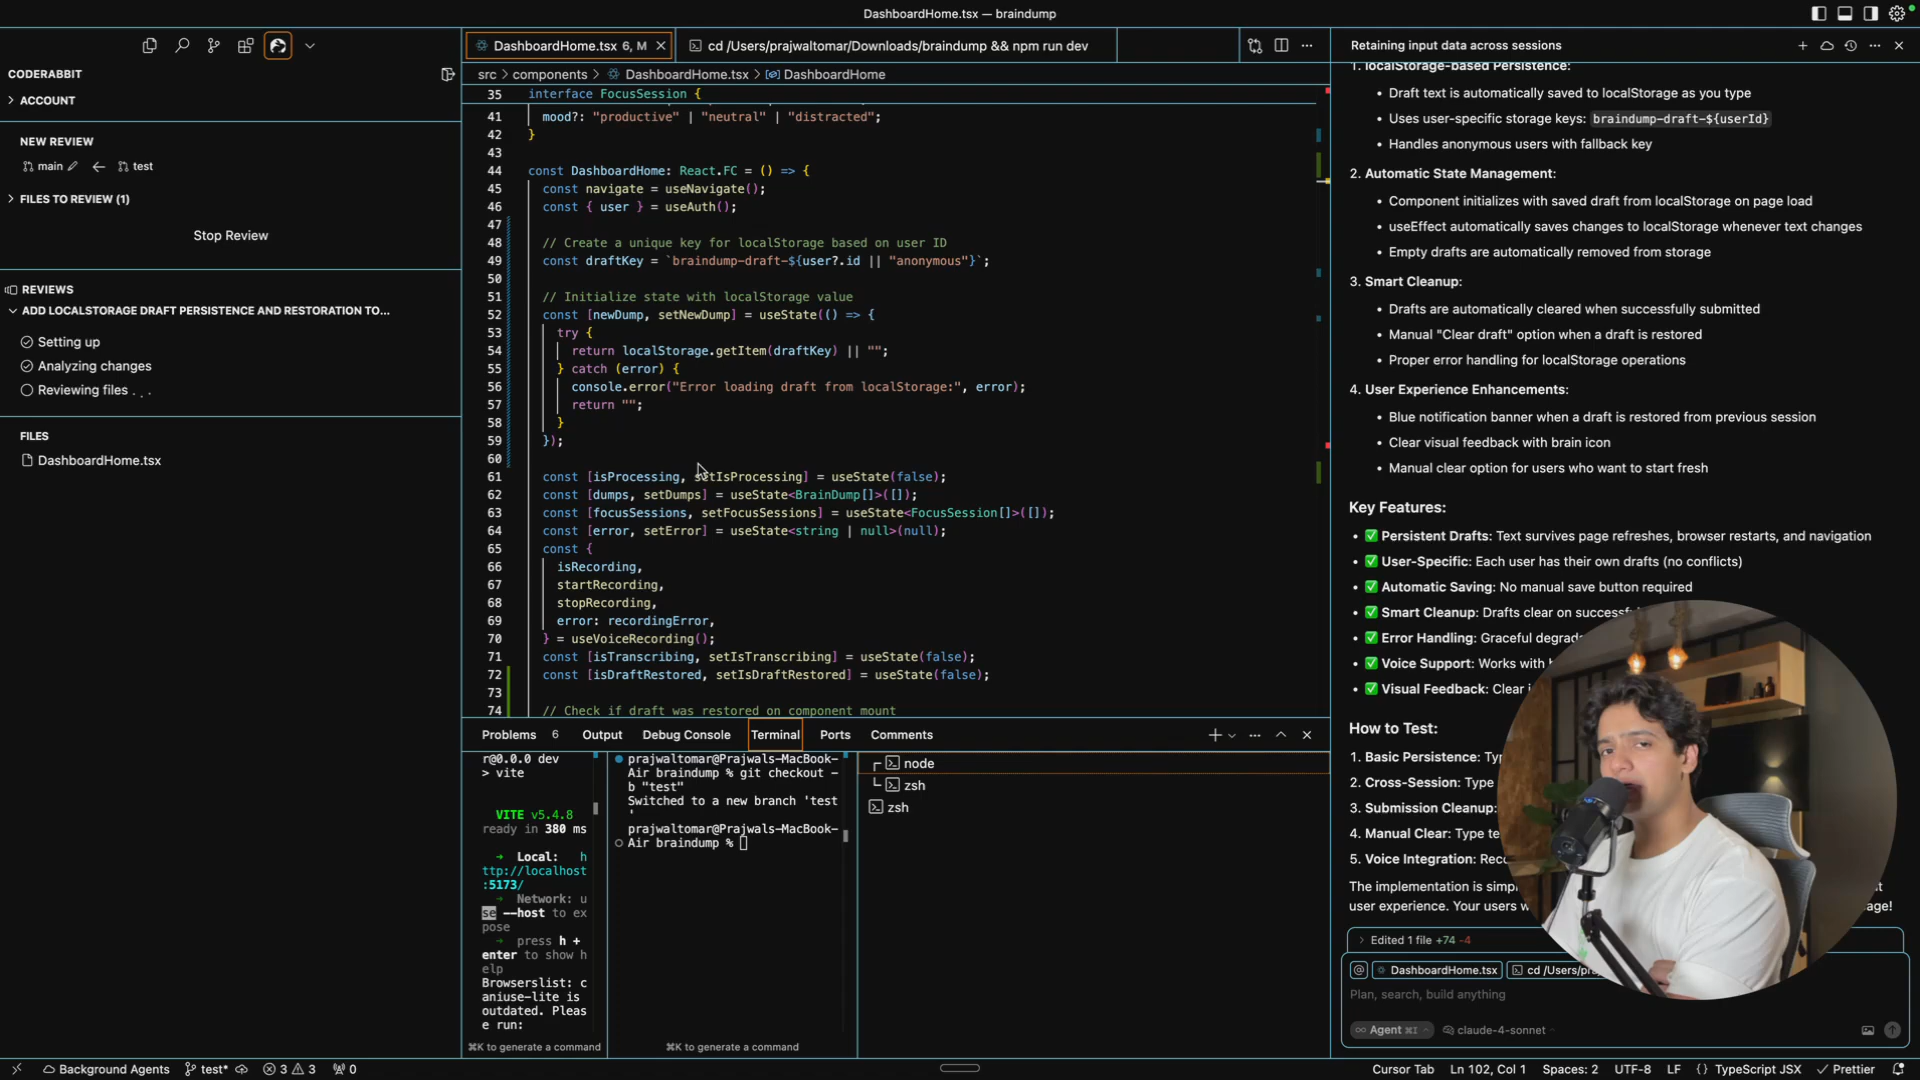 DashboardHome.tsx — braindump
CODERABBIT
ACCOUNT
NEW REVIEW
main
test
FILES TO REVIEW (1)
Stop Review
REVIEWS
ADD LOCALSTORAGE DRAFT PERSISTENCE AND RESTORATION TO...
Setting up
Analyzing changes
Reviewing files . . .
FILES
DashboardHome.tsx
DashboardHome.tsx 6, M
cd /Users/prajwaltomar/Downloads/braindump && npm run dev
src > components > DashboardHome.tsx > DashboardHome
35 interface FocusSession {
41 mood?: "productive" | "neutral" | "distracted";
42 }
43
44 const DashboardHome: React.FC = () => {
45 const navigate = useNavigate();
46 const { user } = useAuth();
47
48 // Create a unique key for localStorage based on user ID
49 const draftKey = `braindump-draft-${user?.id || "anonymous"}`;
50
51 // Initialize state with localStorage value
52 const [newDump, setNewDump] = useState(() => {
53 try {
54 return localStorage.getItem(draftKey) || "";
55 } catch (error) {
56 console.error("Error loading draft from localStorage:", error);
57 return "";
58 }
59 });
60
61 const [isProcessing, setIsProcessing] = useState(false);
62 const [dumps, setDumps] = useState<BrainDump[]>([]);
63 const [focusSessions, setFocusSessions] = useState<FocusSession[]>([]);
64 const [error, setError] = useState<string | null>(null);
65 const {
66 isRecording,
67 startRecording,
68 stopRecording,
69 error: recordingError,
70 } = useVoiceRecording();
71 const [isTranscribing, setIsTranscribing] = useState(false);
72 const [isDraftRestored, setIsDraftRestored] = useState(false);
73
74 // Check if draft was restored on component mount
Problems 6 Output Debug Console Terminal Ports Comments
r@0.0.0 dev
> vite
VITE v5.4.8
ready in 380 ms
➜ Local: h
ttp://localhost
:5173/
➜ Network: u
se --host to ex
pose
➜ press h +
enter to show h
elp
Browserslist: c
aniuse-lite is
outdated. Pleas
e run:
⌘K to generate a command
prajwaltomar@Prajwals-MacBook-
Air braindump % git checkout -
b "test"
Switched to a new branch 'test
'
prajwaltomar@Prajwals-MacBook-
Air braindump %
⌘K to generate a command
node
zsh
zsh
Retaining input data across sessions
1. localStorage-based Persistence:
• Draft text is automatically saved to localStorage as you type
• Uses user-specific storage keys: braindump-draft-${userId}
• Handles anonymous users with fallback key
2. Automatic State Management:
• Component initializes with saved draft from localStorage on page load
• useEffect automatically saves changes to localStorage whenever text changes
• Empty drafts are automatically removed from storage
3. Smart Cleanup:
• Drafts are automatically cleared when successfully submitted
• Manual "Clear draft" option when a draft is restored
• Proper error handling for localStorage operations
4. User Experience Enhancements:
• Blue notification banner when a draft is restored from previous session
• Clear visual feedback with brain icon
• Manual clear option for users who want to start fresh
Key Features:
• ✅ Persistent Drafts: Text survives page refreshes, browser restarts, and navigation
• ✅ User-Specific: Each user has their own drafts (no conflicts)
• ✅ Automatic Saving: No manual save button required
• ✅ Smart Cleanup: Drafts clear on
• ✅ Error Handling: Graceful
• ✅ Voice Support: Works with
• ✅ Visual Feedback: Clear
How to Test:
1. Basic Persistence:
2. Cross-Session: Type
3. Submission Cleanup:
4. Manual Clear: Type
5. Voice Integration:
The implementation is
user experience. Your users
Edited 1 file +74 -4
@ DashboardHome.tsx cd
Plan, search, build anything
Agent ⌘I claude-4-sonnet
Background Agents test* 3 3 0
Cursor Tab Ln 102, Col 1 Spaces: 2 UTF-8 LF {} TypeScript JSX Prettier